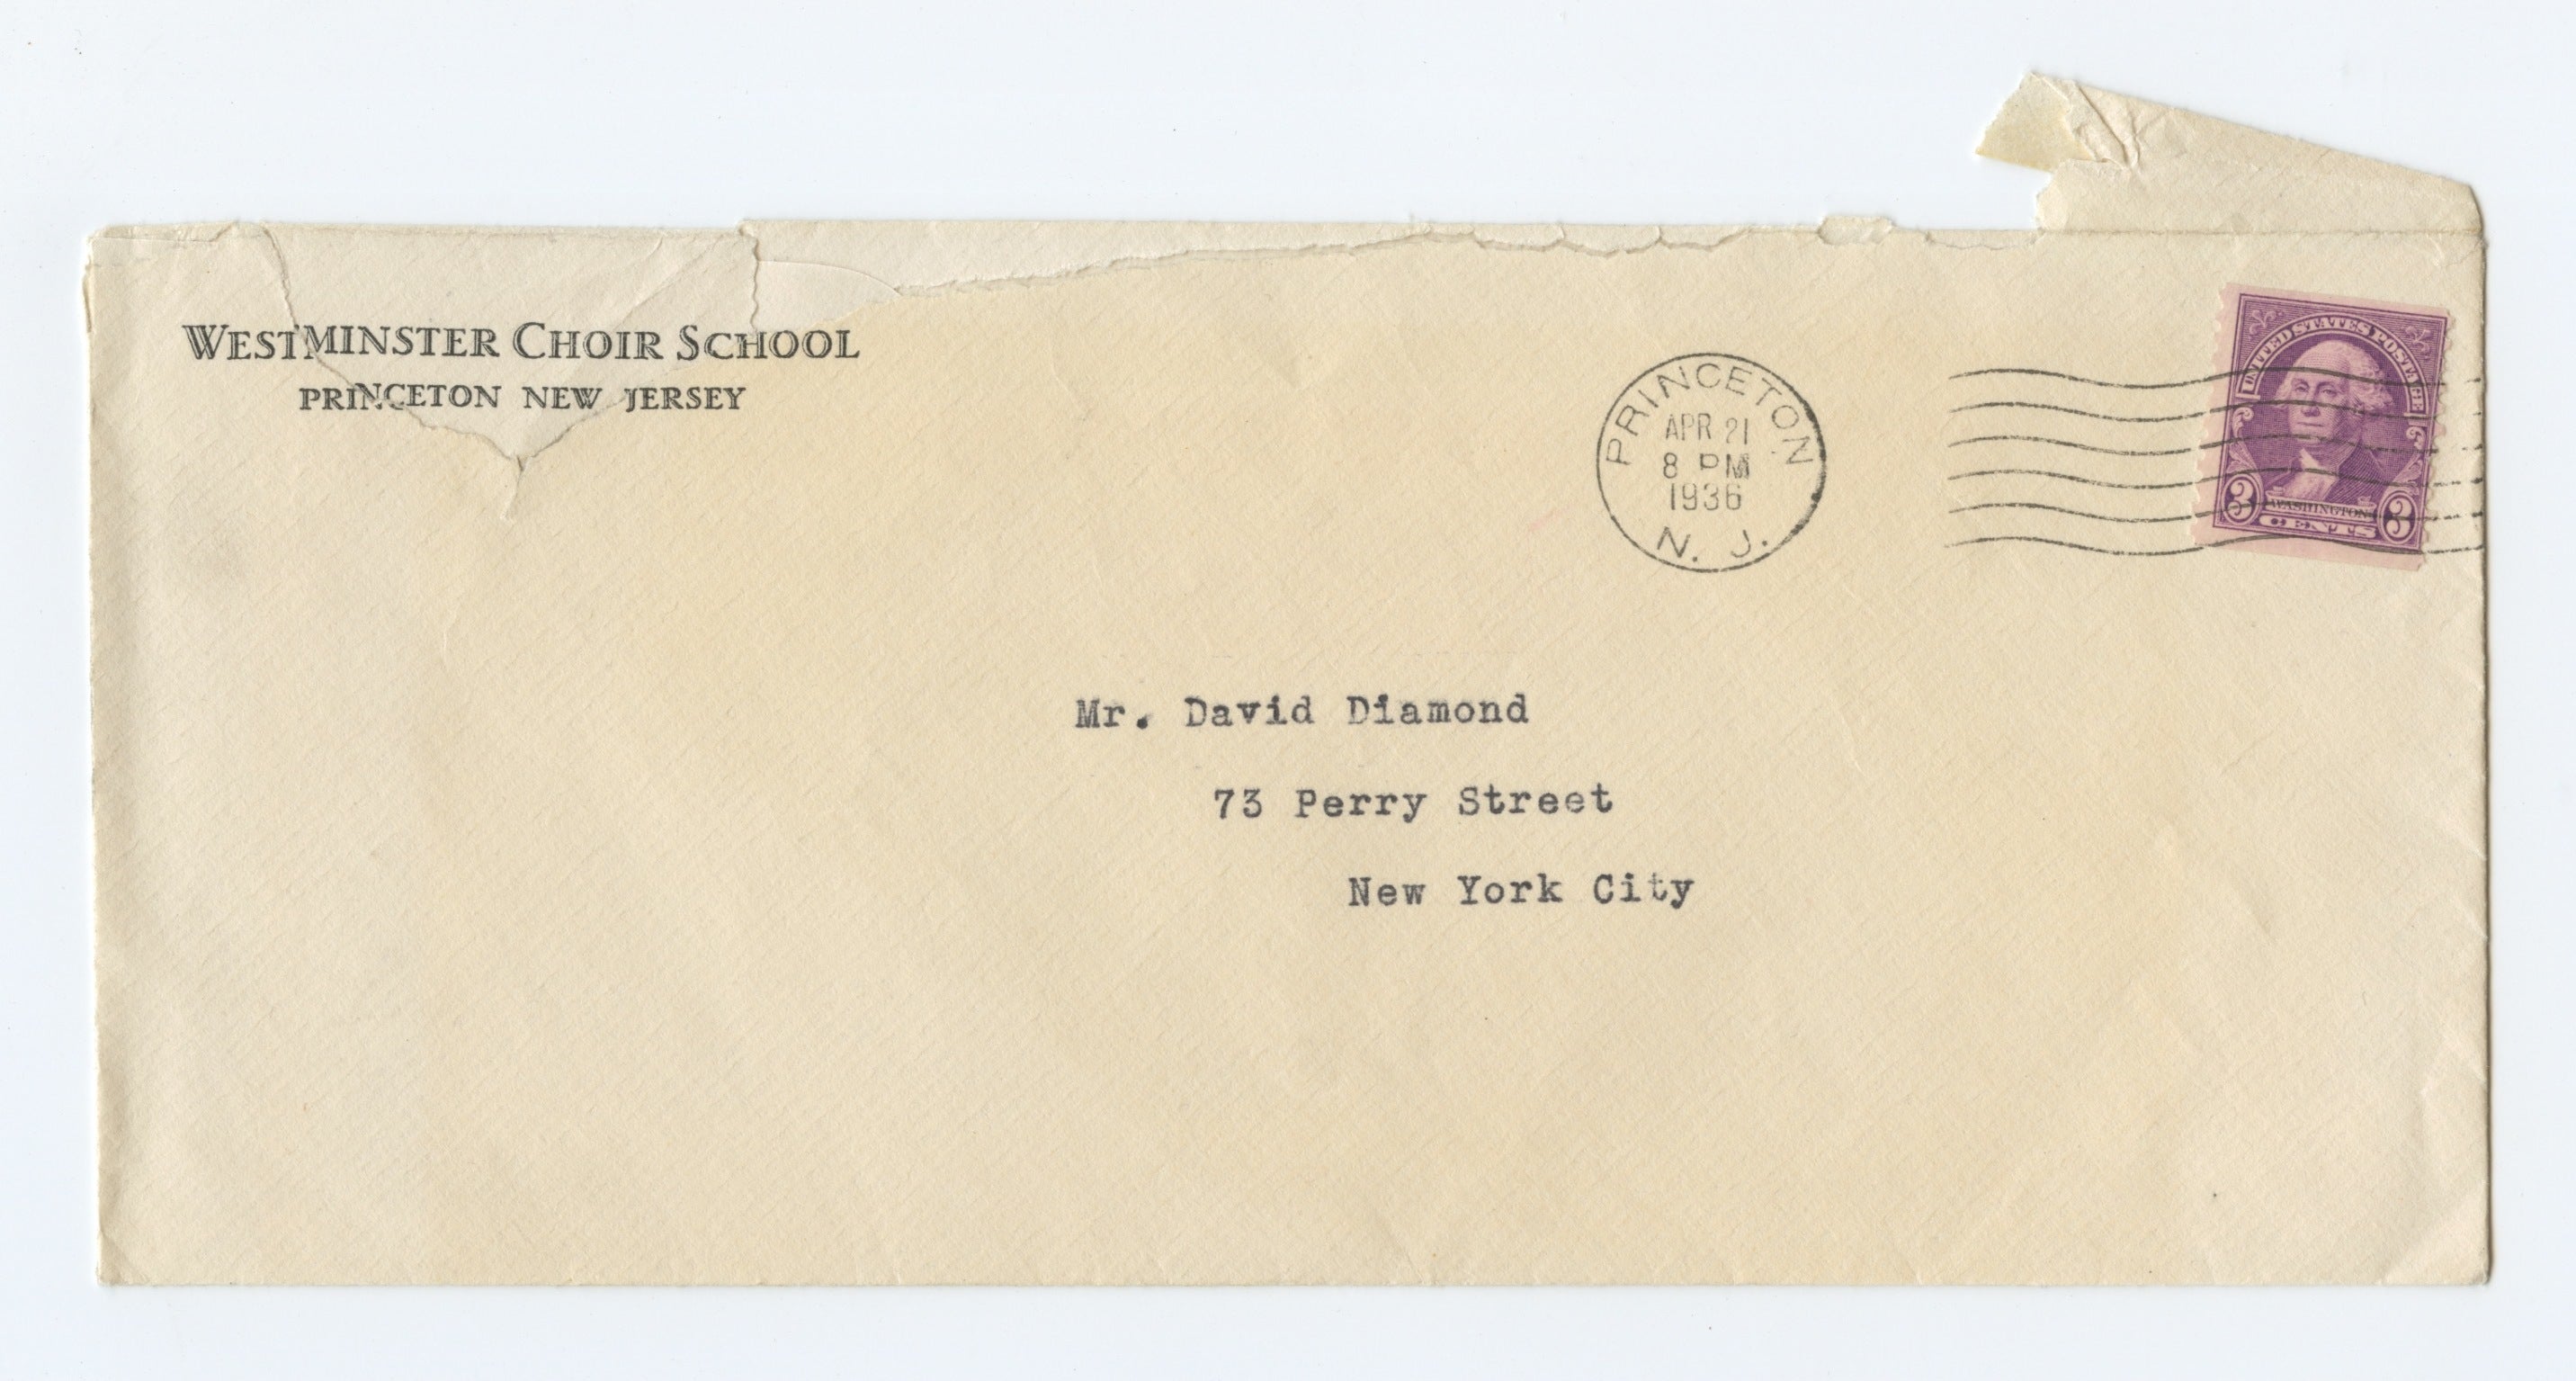 WESTMINSTER CHOIR SCHOOL
PRINCETON NEW JERSEY
PRINCETON
APR 21
8 PM
1936
N. J.
UNITED STATES POSTAGE
3 WASHINGTON 3
CENTS
Mr. David Diamond
73 Perry Street
New York City